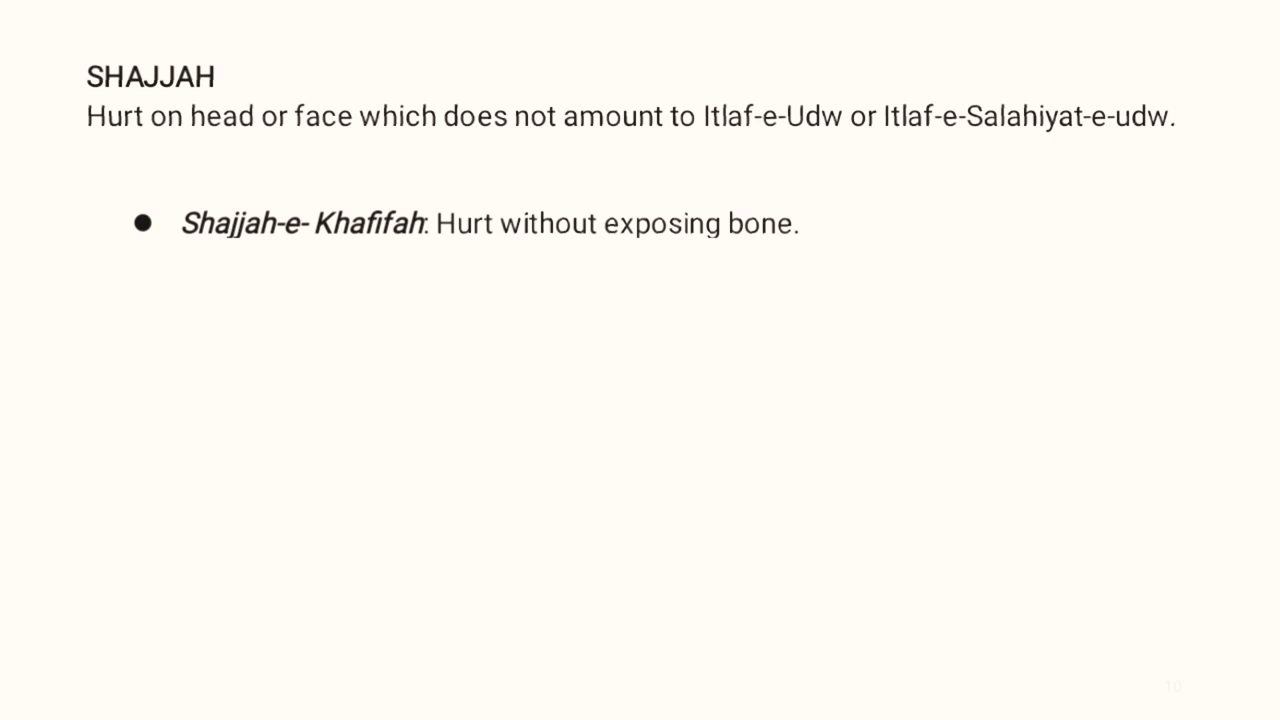 SHAJJAH
Hurt on head or face which does not amount to Itlaf-e-Udw or Itlaf-e-Salahiyat-e-udw.
● Shajjah-e- Khafifah: Hurt without exposing bone.
10